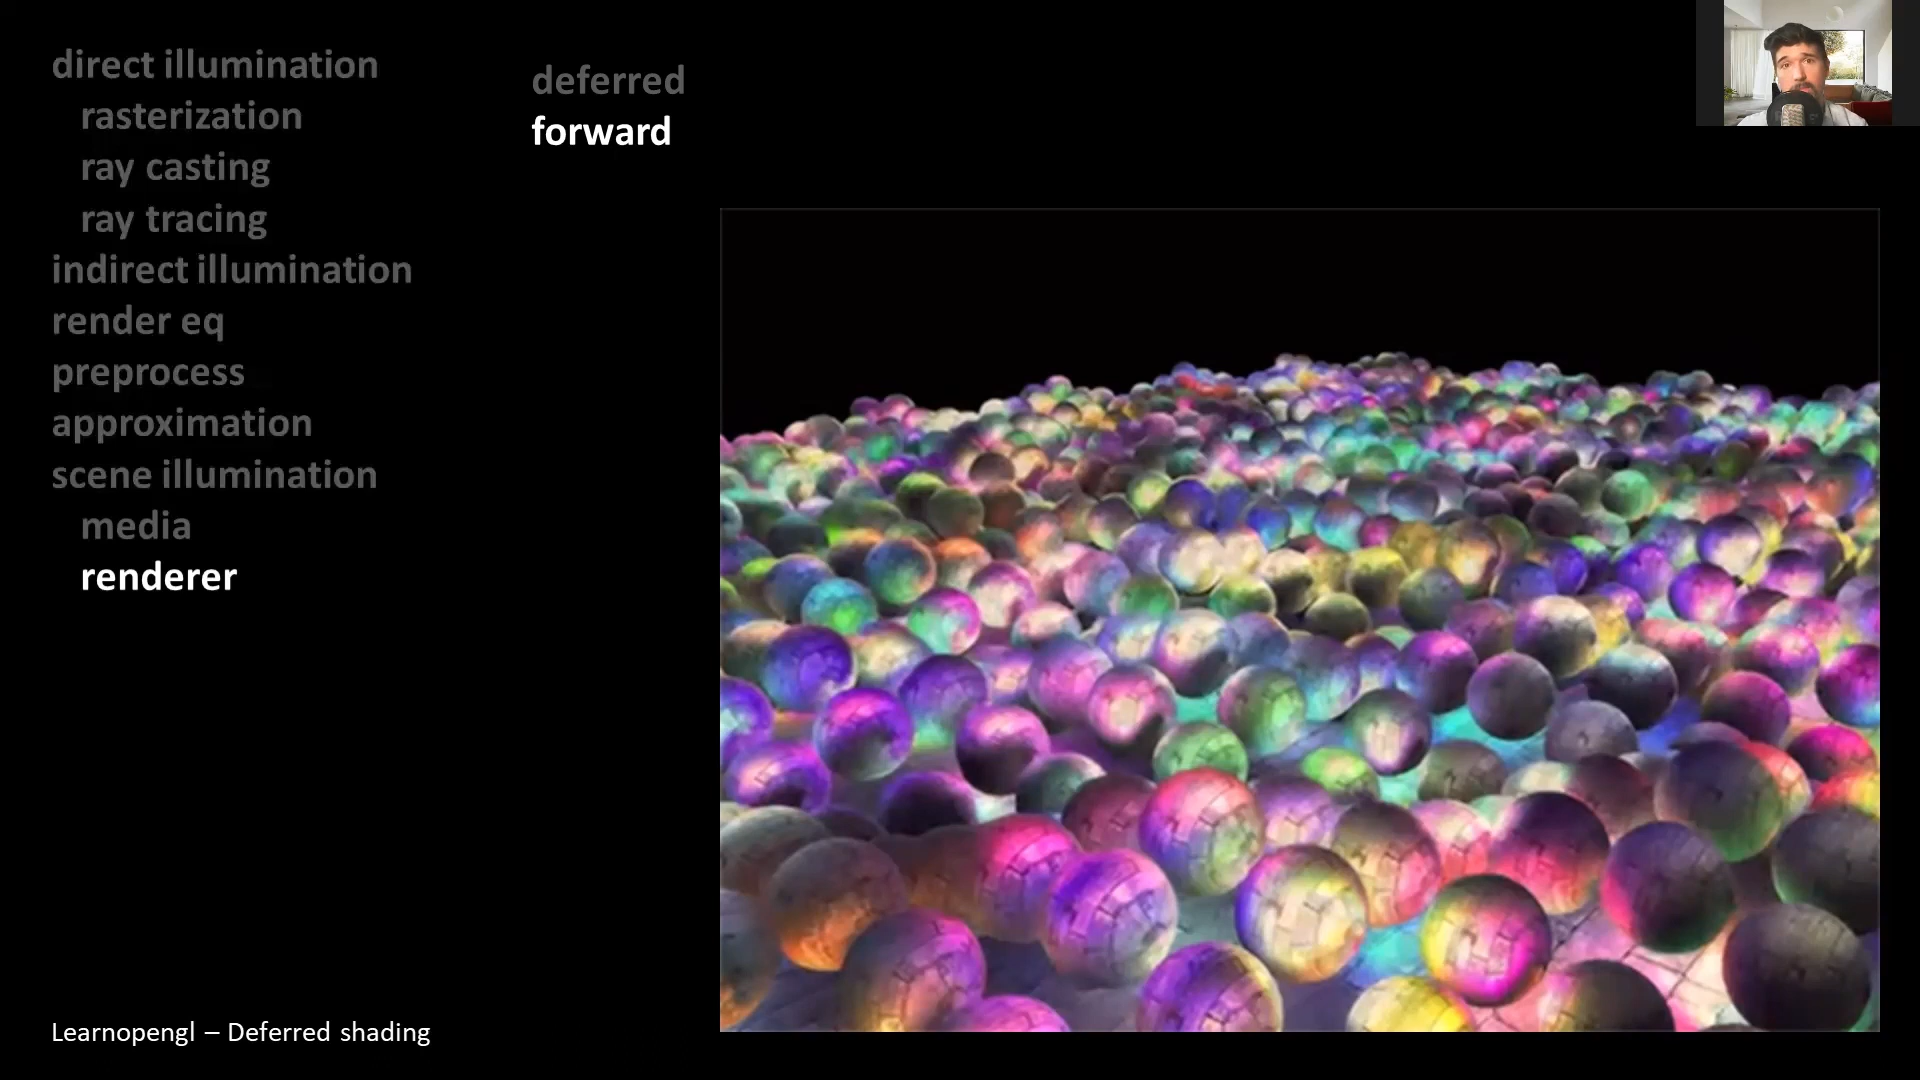 direct illumination
rasterization
ray casting
ray tracing
indirect illumination
render eq
preprocess
approximation
scene illumination
media
renderer
deferred
forward
Learnopengl – Deferred shading